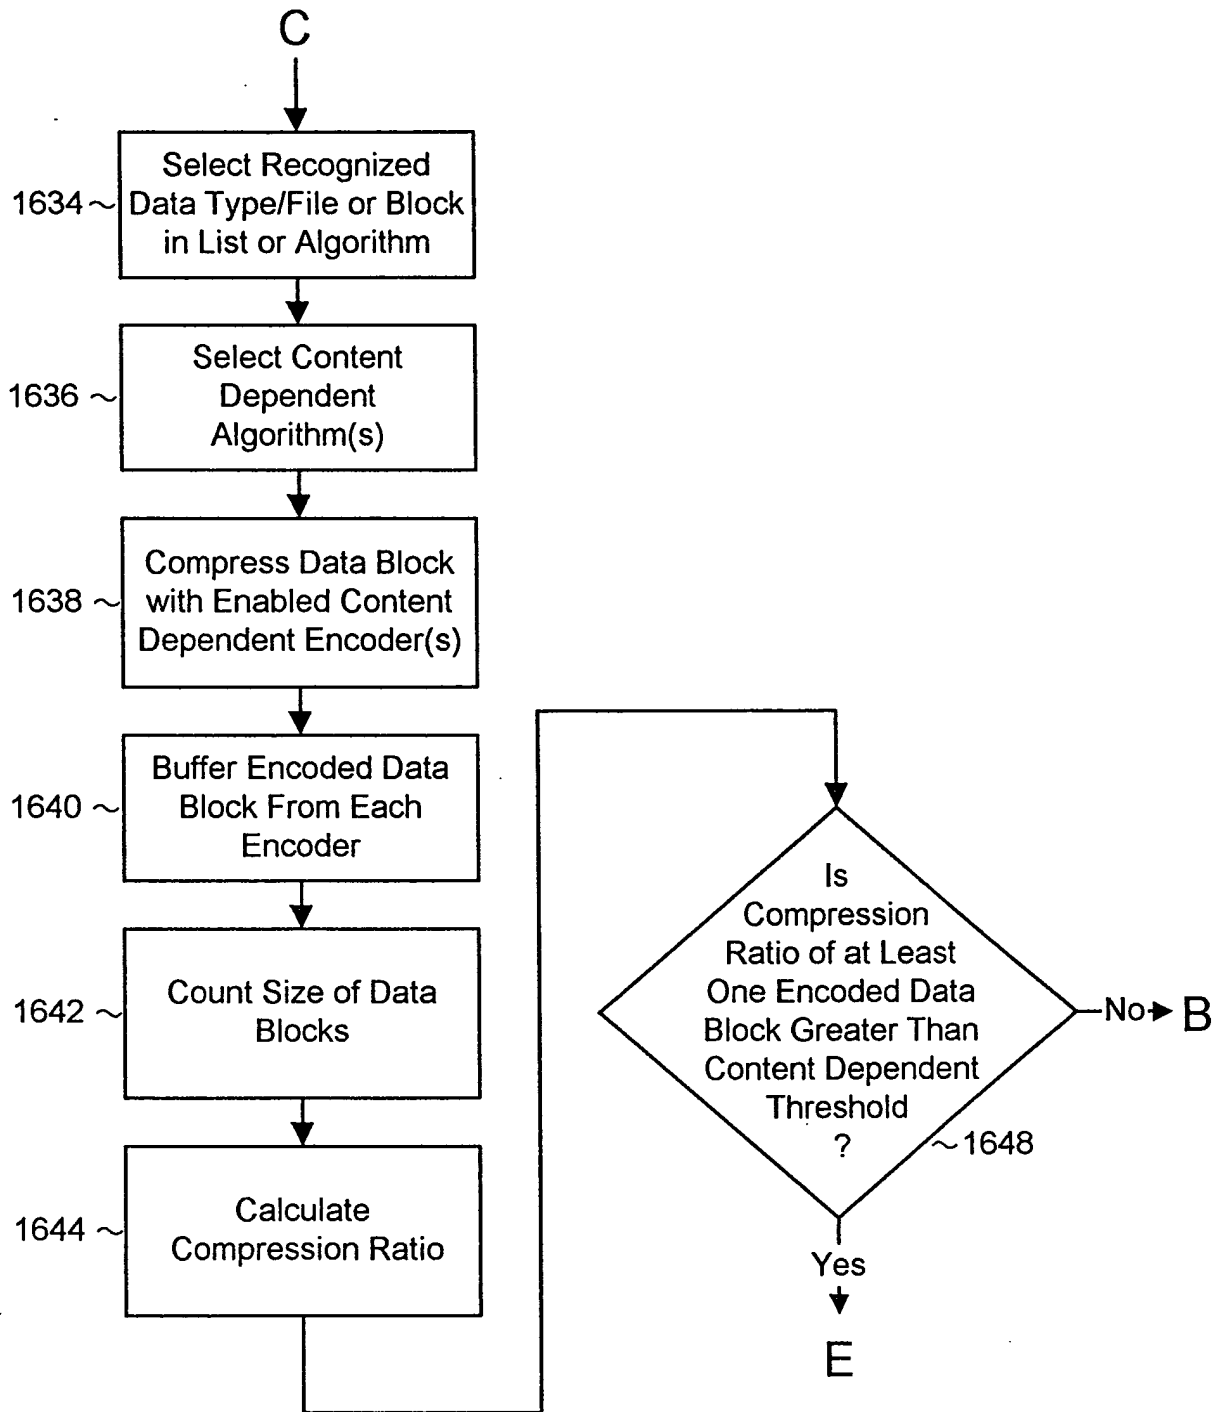 C
Select Recognized
1634 ~ Data Type/File or Block
in List or Algorithm
Select Content
1636 ~ Dependent
Algorithm(s)
Compress Data Block
1638 ~ with Enabled Content
Dependent Encoder(s)
Buffer Encoded Data
1640 ~ Block From Each
Encoder
Count Size of Data
1642 ~
Blocks
Calculate
1644 ~
Compression Ratio
Is
Compression
Ratio of at Least
One Encoded Data
Block Greater Than
Content Dependent
Threshold
?
~1648
No
B
Yes
E